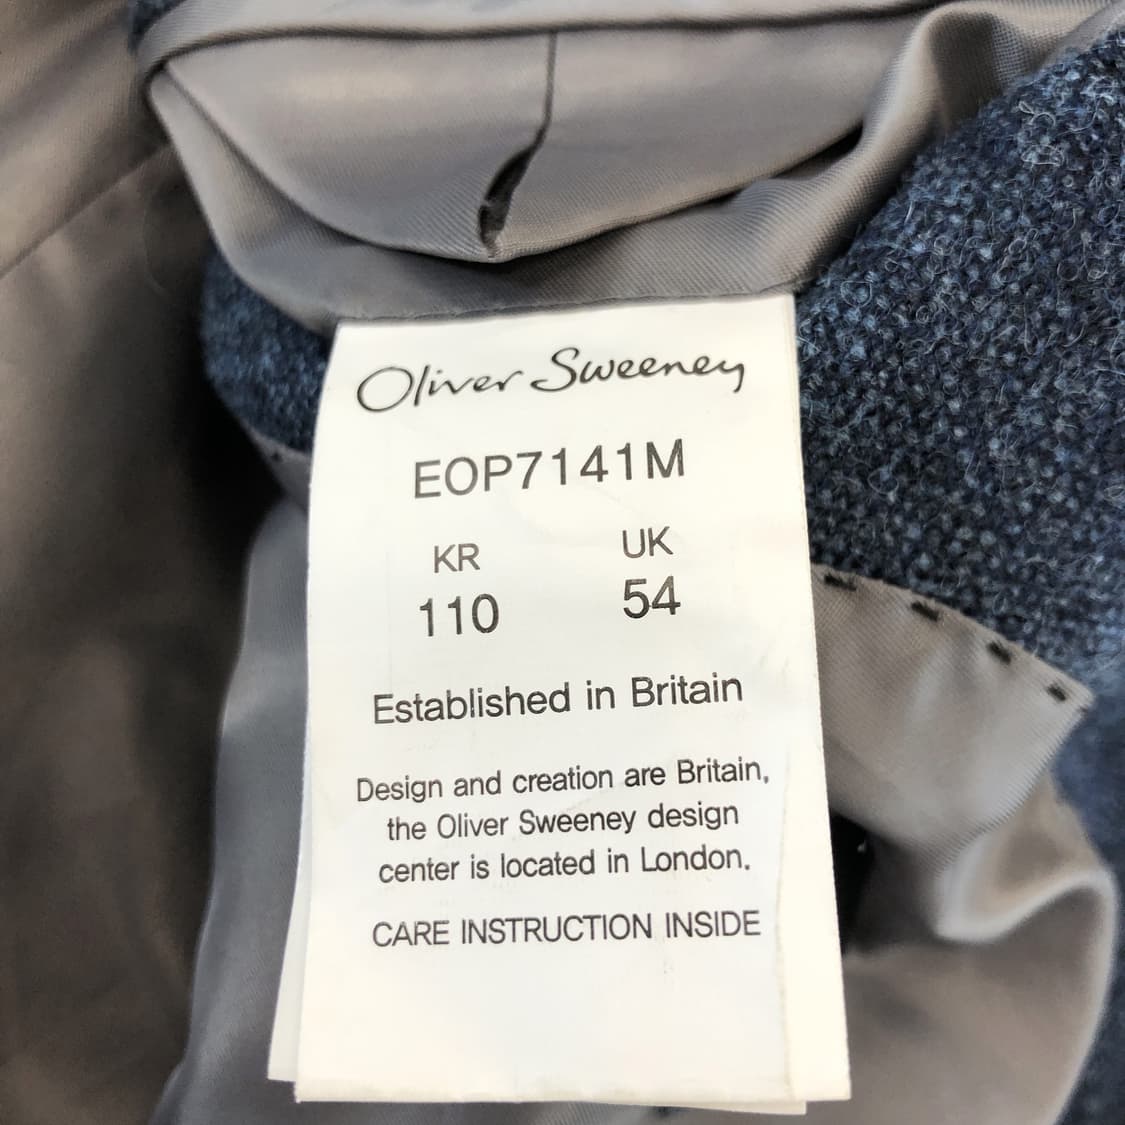 Oliver Sweeney
EOP7141M
KR UK
110 54
Established in Britain
Design and creation are Britain,
the Oliver Sweeney design
center is located in London.
CARE INSTRUCTION INSIDE